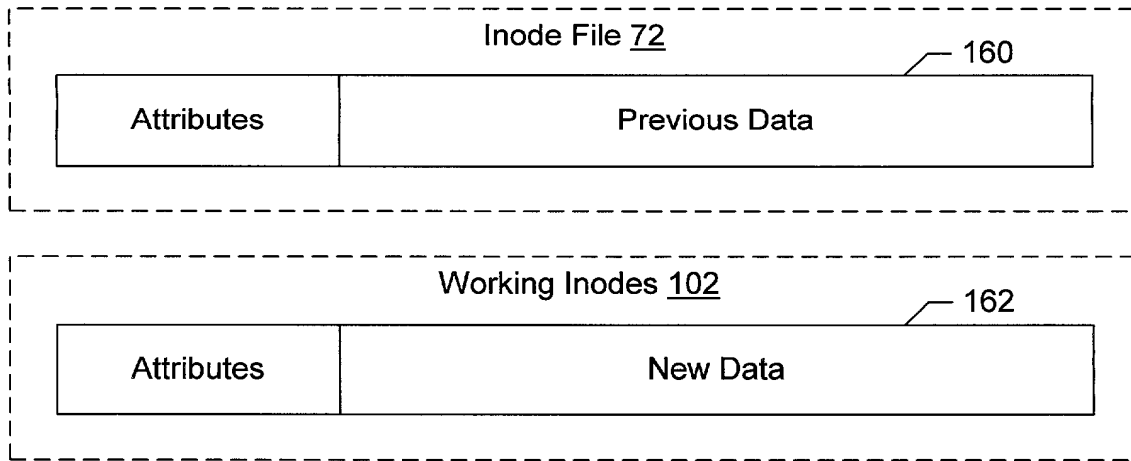 Inode File 72
160
Attributes
Previous Data
Working Inodes 102
162
Attributes
New Data